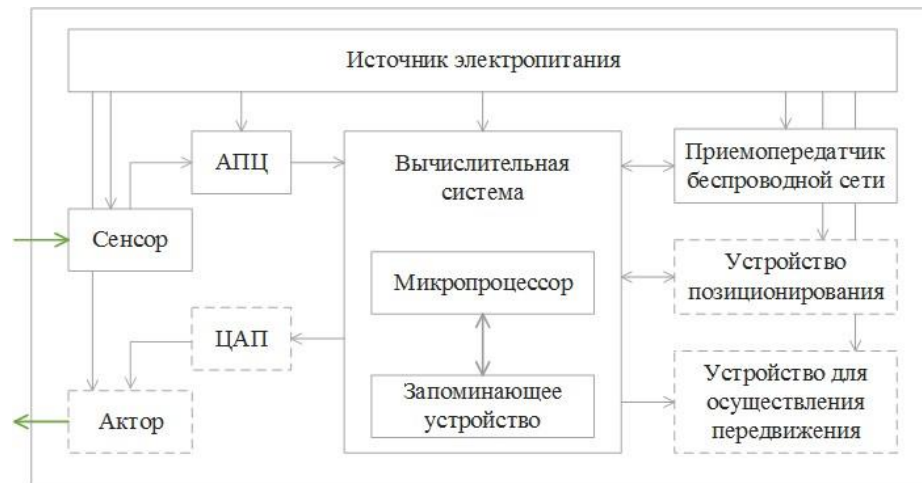 Источник электропитания
АПЦ
Вычислительная
система
Приемопередатчик
беспроводной сети
Сенсор
Микропроцессор
Устройство
позиционирования
ЦАП
Запоминающее
устройство
Устройство для
осуществления
передвижения
Актор